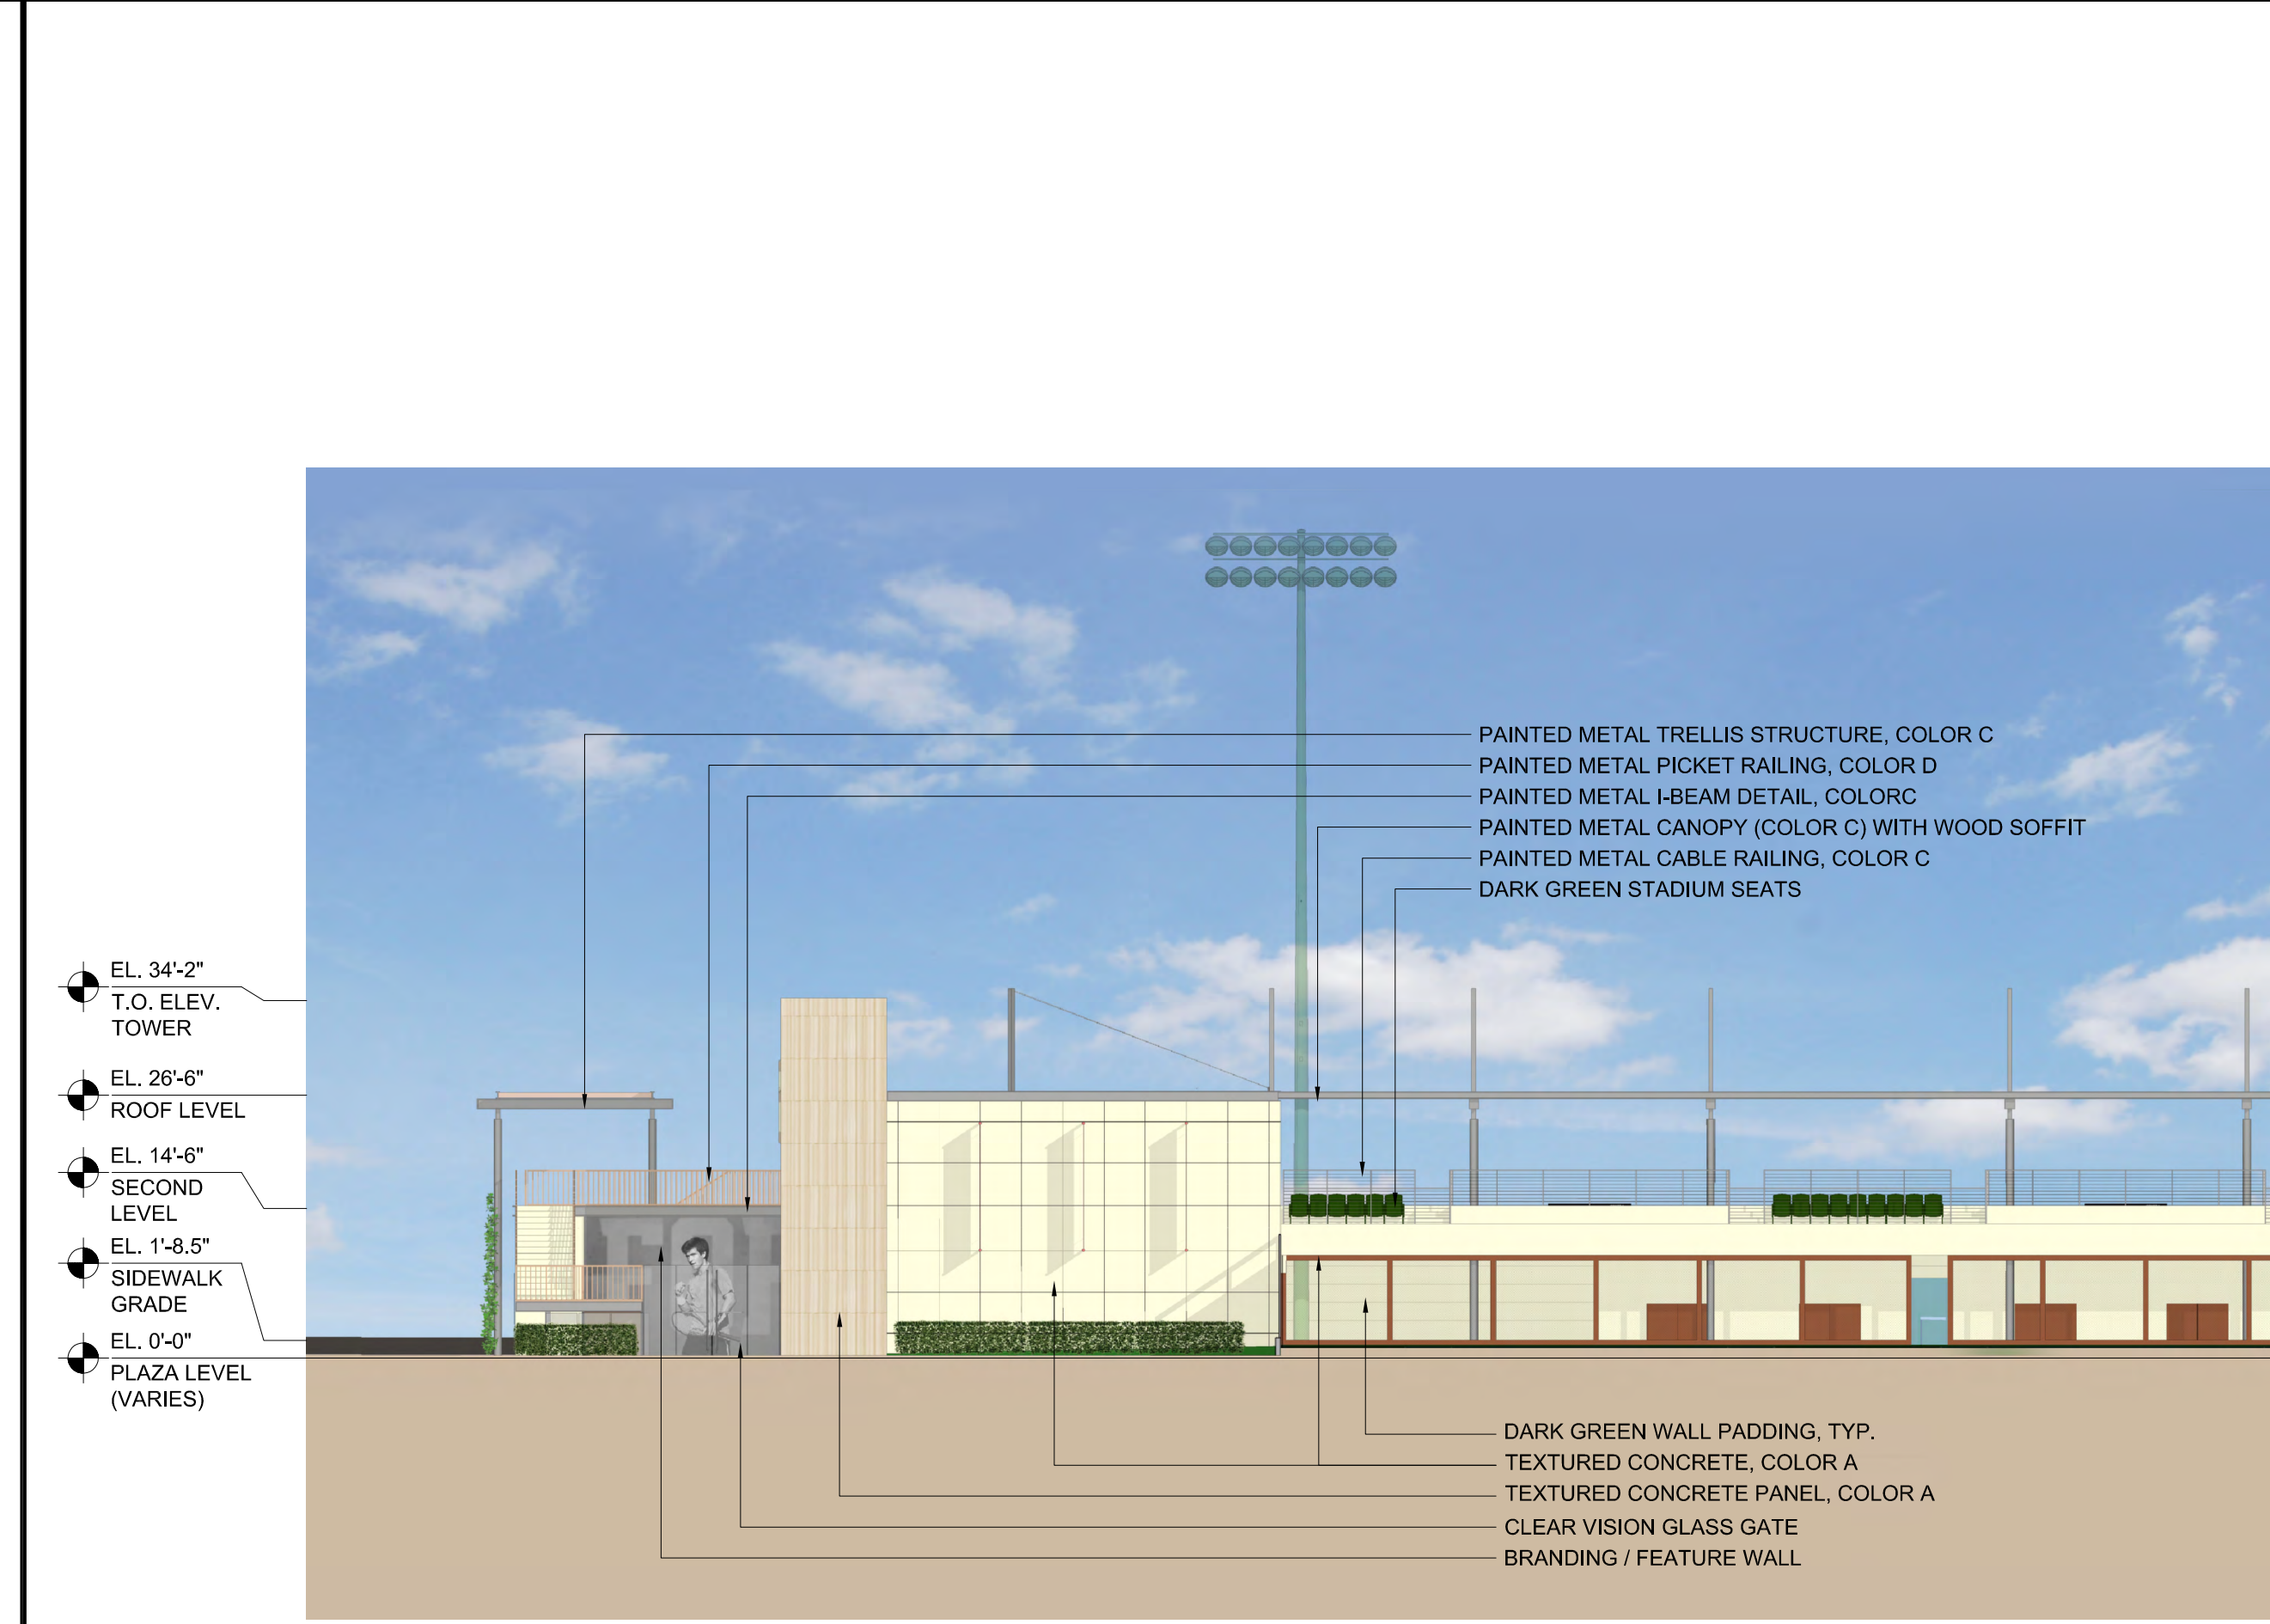 PAINTED METAL TRELLIS STRUCTURE, COLOR C
PAINTED METAL PICKET RAILING, COLOR D
PAINTED METAL I-BEAM DETAIL, COLORC
PAINTED METAL CANOPY (COLOR C) WITH WOOD SOFFIT
PAINTED METAL CABLE RAILING, COLOR C
DARK GREEN STADIUM SEATS
EL. 34'-2"
T.O. ELEV.
TOWER
EL. 26'-6"
ROOF LEVEL
EL. 14'-6"
SECOND
LEVEL
EL. 1'-8.5"
SIDEWALK
GRADE
EL. 0'-0"
PLAZA LEVEL
(VARIES)
DARK GREEN WALL PADDING, TYP.
TEXTURED CONCRETE, COLOR A
TEXTURED CONCRETE PANEL, COLOR A
CLEAR VISION GLASS GATE
BRANDING / FEATURE WALL